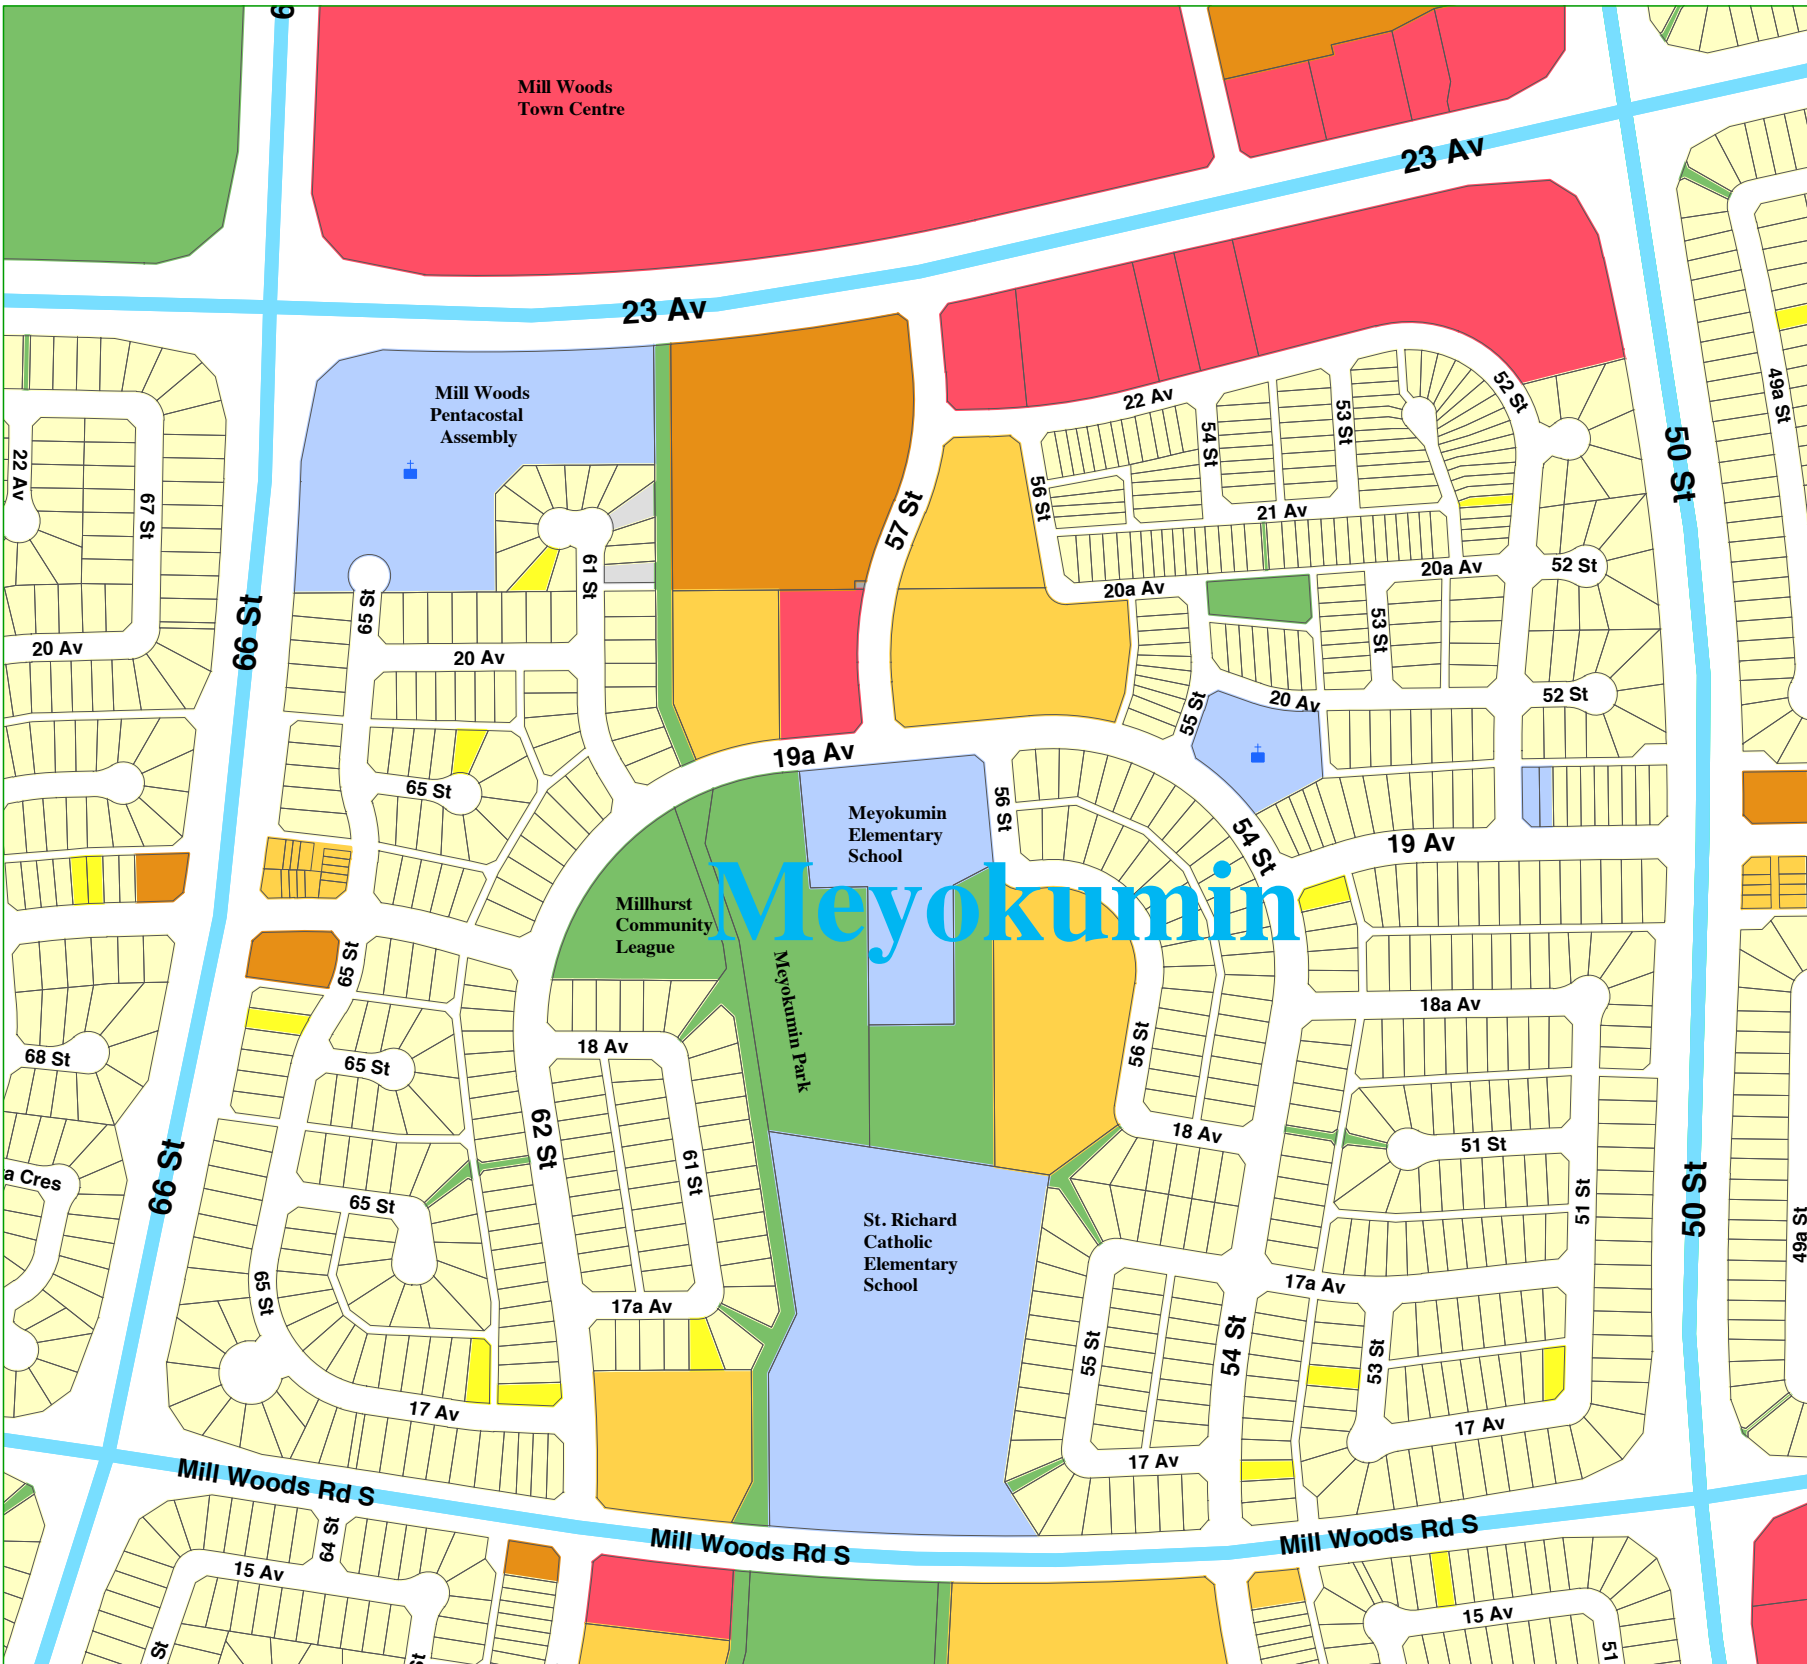 Mill Woods
Town Centre
23 Av
23 Av
Mill Woods
Pentacostal
Assembly
22 Av
52 St
49a St
53 St
54 St
50 St
22 Av
67 St
56 St
57 St
21 Av
61 St
65 St
20a Av
20a Av
52 St
66 St
20 Av
20 Av
53 St
20 Av
55 St
52 St
19a Av
65 St
56 St
Meyokumin
Elementary
School
54 St
19 Av
Meyokumin
Millhurst
Community
League
65 St
Meyokumin Park
18a Av
18 Av
56 St
68 St
65 St
62 St
18 Av
51 St
66 St
a Cres
61 St
65 St
51 St
50 St
49a St
St. Richard
Catholic
Elementary
School
65 St
17a Av
17a Av
55 St
54 St
53 St
17 Av
17 Av
17 Av
Mill Woods Rd S
Mill Woods Rd S
Mill Woods Rd S
64 St
15 Av
15 Av
St
St
51